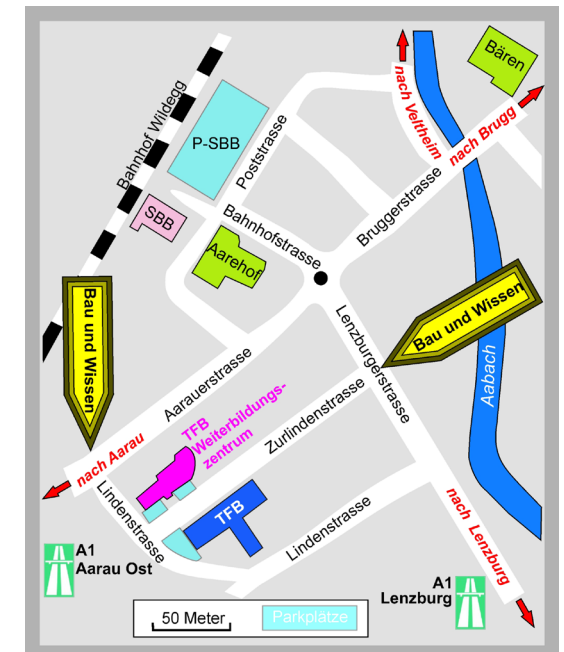 Bären
nach Veltheim
nach Brugg
Bahnhof Wildegg
P-SBB
Poststrasse
SBB
Bahnhofstrasse
Bruggerstrasse
Aarehof
Bau und Wissen
Bau und Wissen
Lenzburgerstrasse
Aabach
Aarauerstrasse
TFB
Weiterbildungs-
zentrum
Zurlindenstrasse
nach Aarau
Lindenstrasse
TFB
Lindenstrasse
nach Lenzburg
A1
Aarau Ost
A1
Lenzburg
50 Meter
Parkplätze